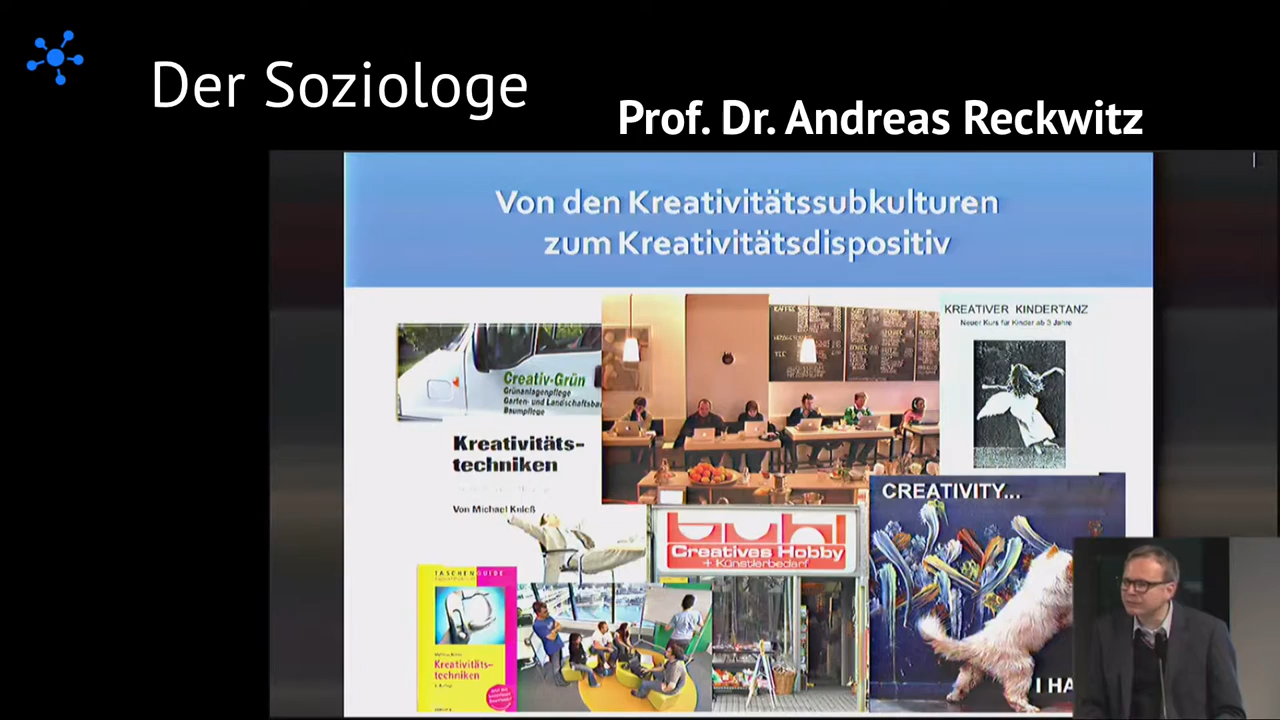 Der Soziologe
Prof. Dr. Andreas Reckwitz
Von den Kreativitätssubkulturen
zum Kreativitätsdispositiv
KREATIVER KINDERTANZ
Neuer Kurs für Kinder ab 3 Jahre
Creativ-Grün
Grünanlagenpflege
Garten- und Landschaftsbau
Baumpflege
Kreativitäts-
techniken
Von Michael Knieß
CREATIVITY...
buhl
Creatives Hobby
+ Künstlerbedarf
TASCHENGUIDE
Kreativitäts-
techniken
I HA